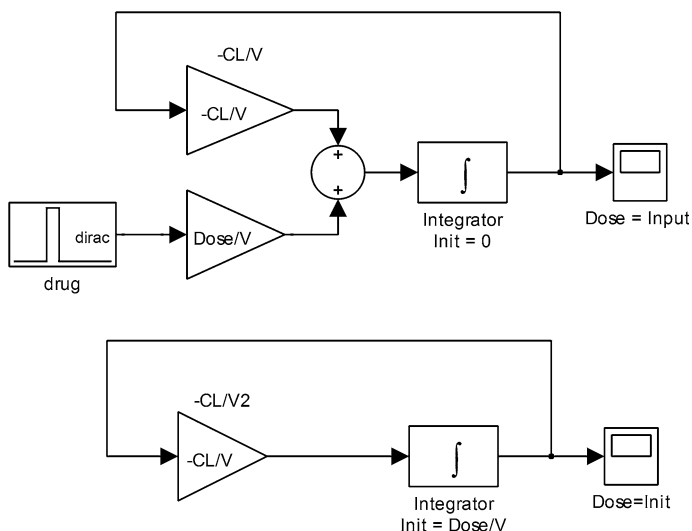 -CL/V
-CL/V
+
+
Dose/V
dirac
drug
∫
Integrator
Init = 0
Dose = Input
-CL/V2
-CL/V
∫
Integrator
Init = Dose/V
Dose=Init